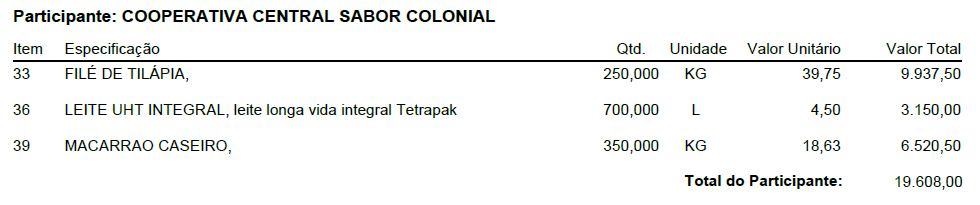 Participante: COOPERATIVA CENTRAL SABOR COLONIAL
Item Especificação Qtd. Unidade Valor Unitário Valor Total
33 FILÉ DE TILÁPIA, 250,000 KG 39,75 9.937,50
36 LEITE UHT INTEGRAL, leite longa vida integral Tetrapak 700,000 L 4,50 3.150,00
39 MACARRAO CASEIRO, 350,000 KG 18,63 6.520,50
Total do Participante: 19.608,00